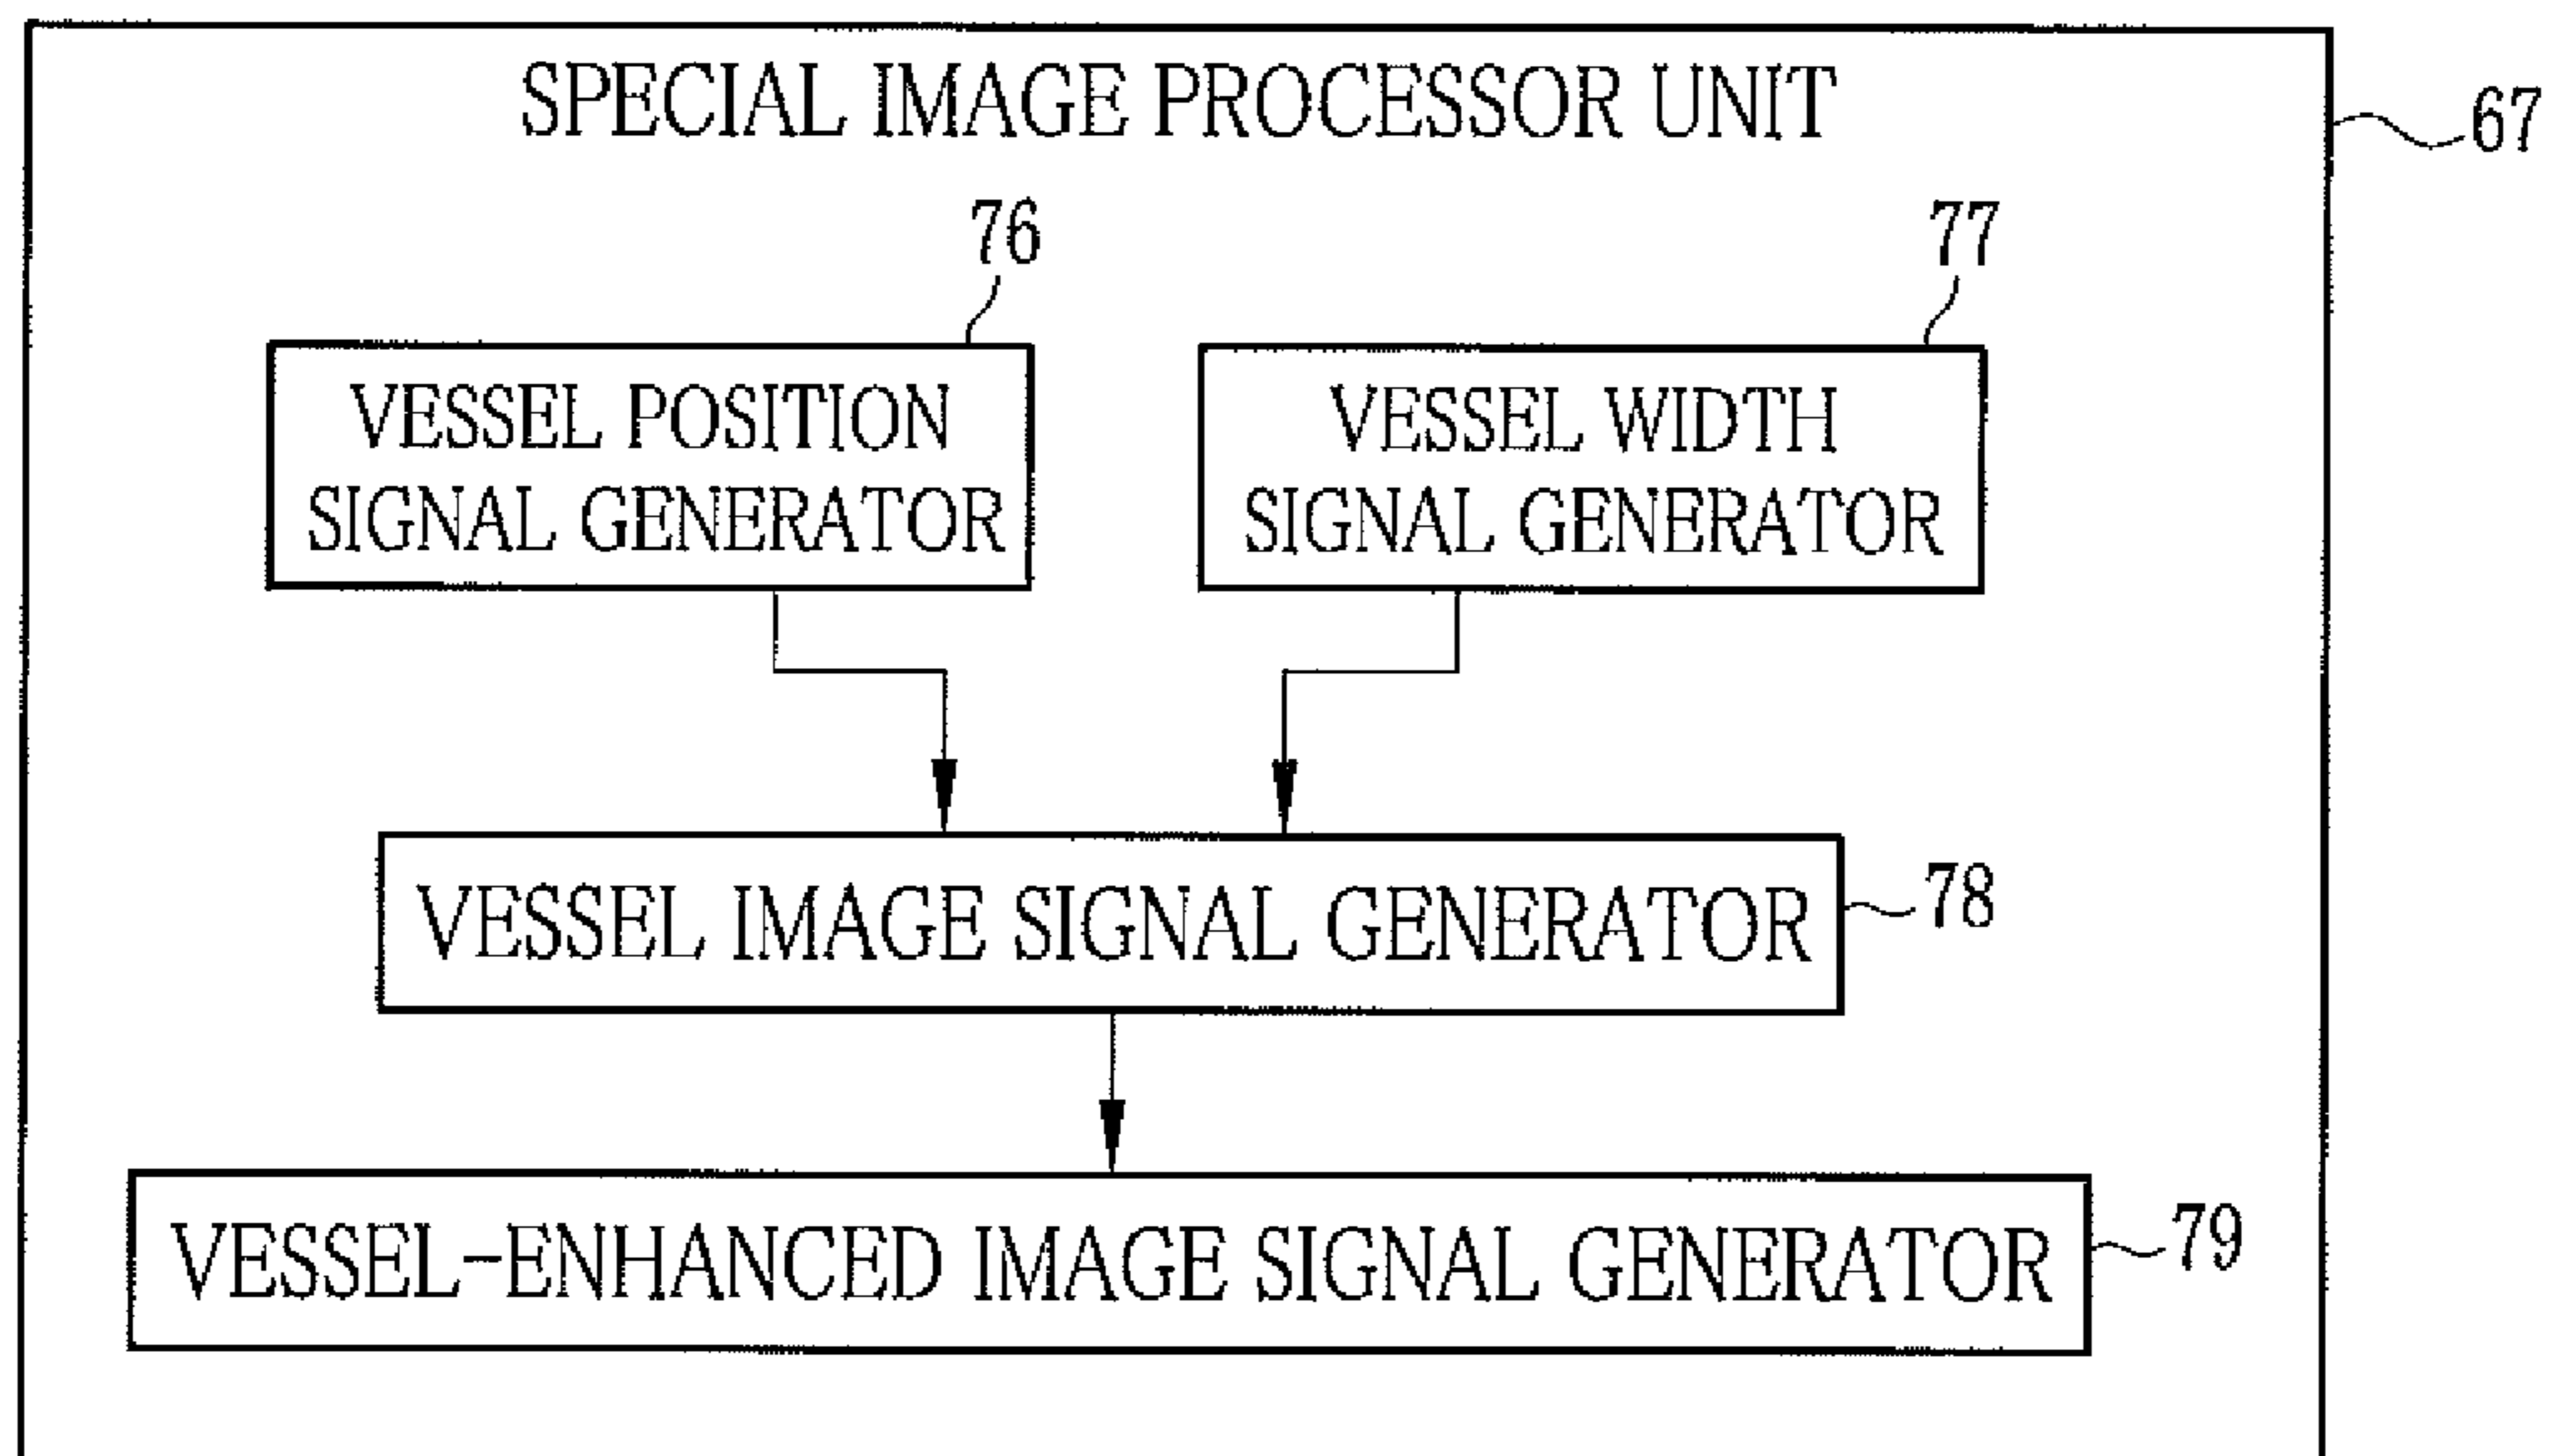 SPECIAL IMAGE PROCESSOR UNIT
67
76
77
VESSEL POSITION
SIGNAL GENERATOR
VESSEL WIDTH
SIGNAL GENERATOR
VESSEL IMAGE SIGNAL GENERATOR
78
VESSEL-ENHANCED IMAGE SIGNAL GENERATOR
79